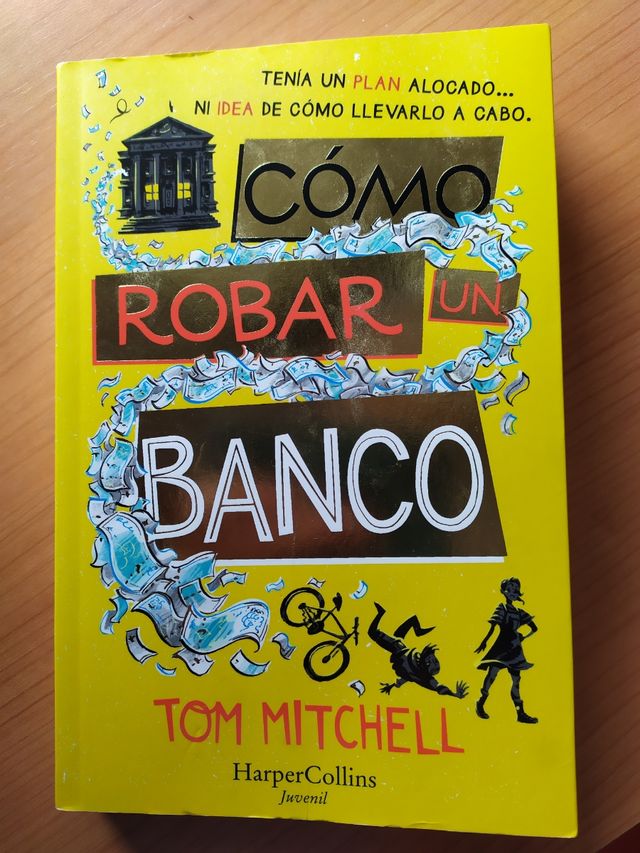 TENÍA UN PLAN ALOCADO...
NI IDEA DE CÓMO LLEVARLO A CABO.
CÓMO
ROBAR UN
BANCO
TOM MITCHELL
HarperCollins
Juvenil